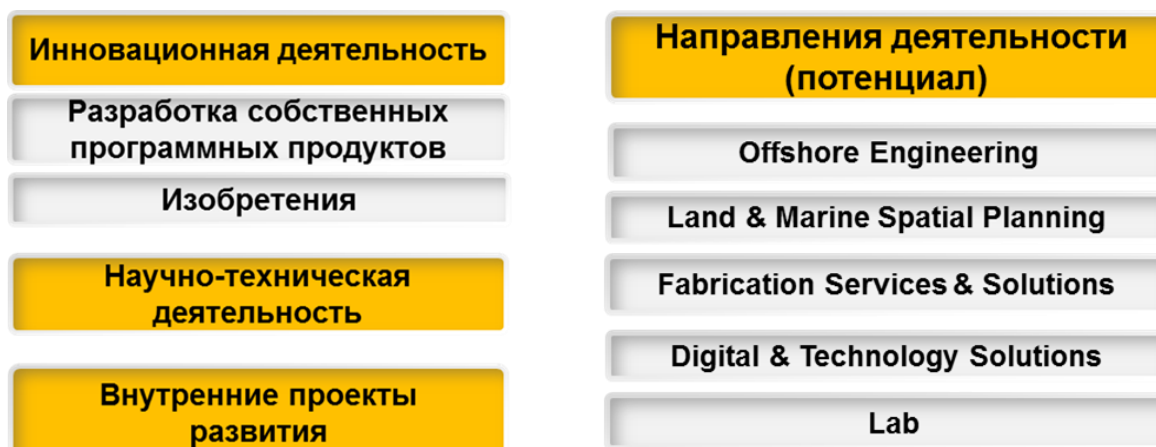 Инновационная деятельность
Разработка собственных
программных продуктов
Изобретения
Научно-техническая
деятельность
Внутренние проекты
развития
Направления деятельности
(потенциал)
Offshore Engineering
Land & Marine Spatial Planning
Fabrication Services & Solutions
Digital & Technology Solutions
Lab